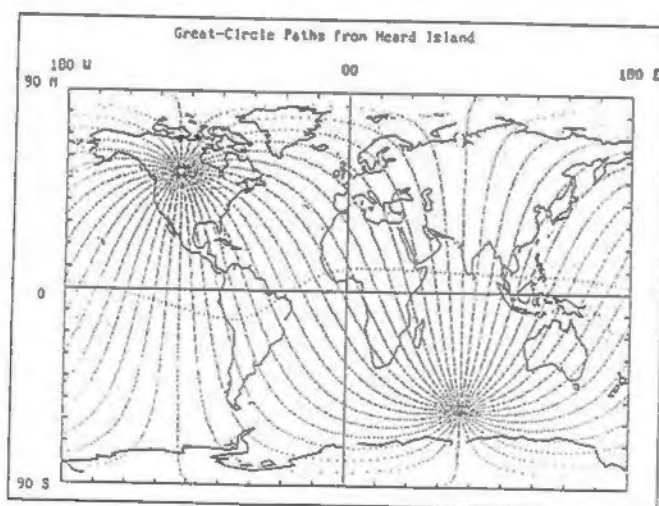 Great-Circle Paths from Heard Island
180 W 00 180 E
90 N
0
90 S